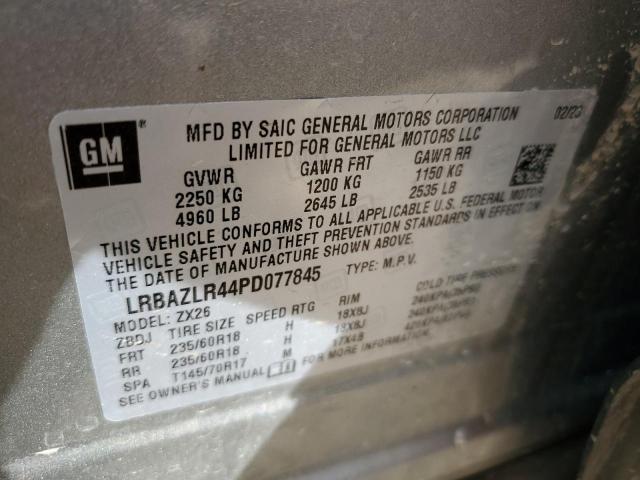 GM
MFD BY SAIC GENERAL MOTORS CORPORATION 02/23
LIMITED FOR GENERAL MOTORS LLC
GVWR GAWR FRT GAWR RR
2250 KG 1200 KG 1150 KG
4960 LB 2645 LB 2535 LB
THIS VEHICLE CONFORMS TO ALL APPLICABLE U.S. FEDERAL MOTOR
VEHICLE SAFETY AND THEFT PREVENTION STANDARDS IN EFFECT ON
THE DATE OF MANUFACTURE SHOWN ABOVE.
LRBAZLR44PD077845 TYPE: M.P.V.
MODEL: ZX26
ZBDJ TIRE SIZE SPEED RTG RIM COLD TIRE
FRT 235/60R18 H 18X8J
RR 235/60R18 H 18X8J
SPA T145/70R17 M 17X4B
SEE OWNER'S MANUAL FOR MORE INFORMATION.